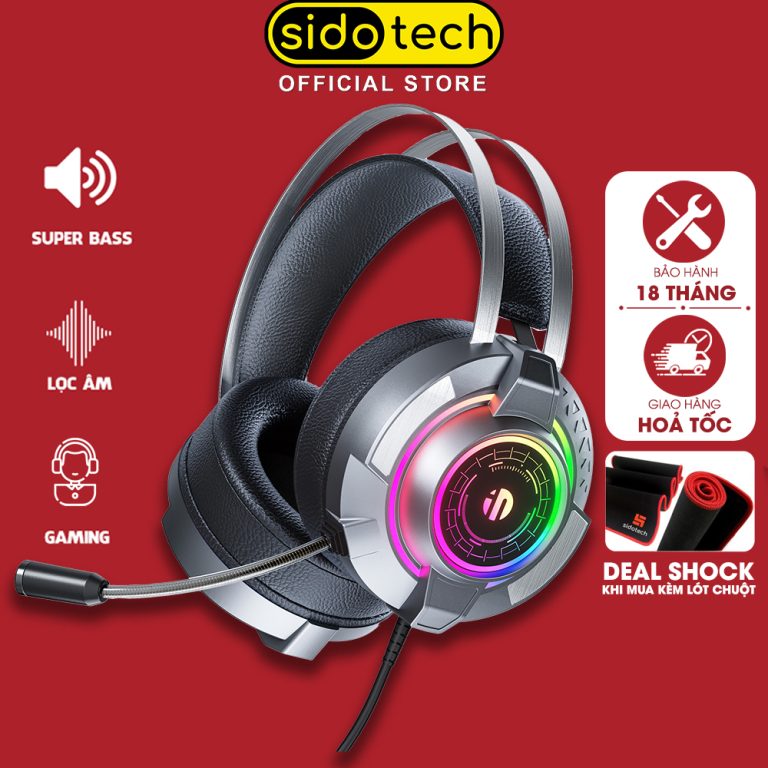 sidotech
OFFICIAL STORE
SUPER BASS
LỌC ÂM
GAMING
BẢO HÀNH
18 THÁNG
GIAO HÀNG
HOẢ TỐC
sidotech
DEAL SHOCK
KHI MUA KÈM LÓT CHUỘT